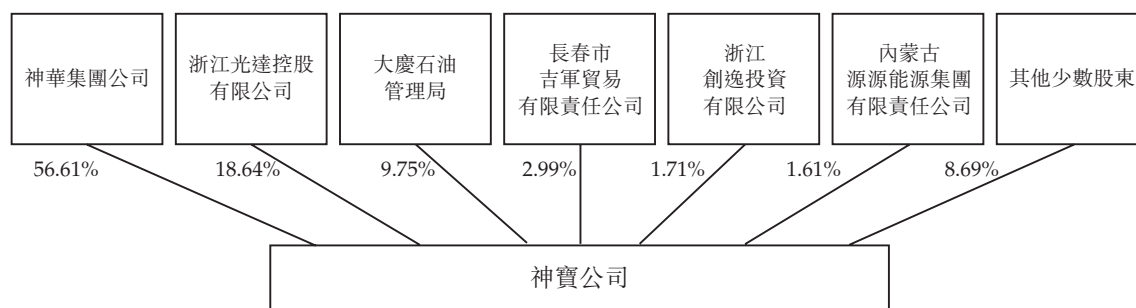 神華集團公司
浙江光達控股
有限公司
大慶石油
管理局
長春市
吉軍貿易
有限責任公司
浙江
創逸投資
有限公司
內蒙古
源源能源集團
有限責任公司
其他少數股東
56.61%
18.64%
9.75%
2.99%
1.71%
1.61%
8.69%
神寶公司